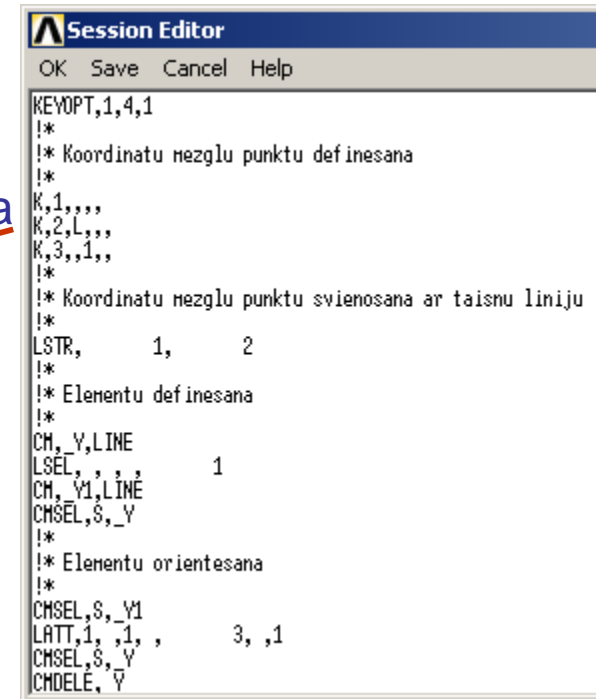 Session Editor
OK Save Cancel Help
KEYOPT,1,4,1
!*
!* Koordinatu mezglu punktu definesana
!*
K,1,,,,
K,2,L,,,
K,3,,1,,
!*
!* Koordinatu mezglu punktu svienosana ar taisnu liniju
!*
LSTR, 1, 2
!*
!* Elementu definesana
!*
CM,_Y,LINE
LSEL, , , , 1
CM,_Y1,LINE
CMSEL,S,_Y
!*
!* Elementu orientesana
!*
CMSEL,S,_Y1
LATT,1, ,1, , 3, ,1
CMSEL,S,_Y
CMDELE,_Y
a